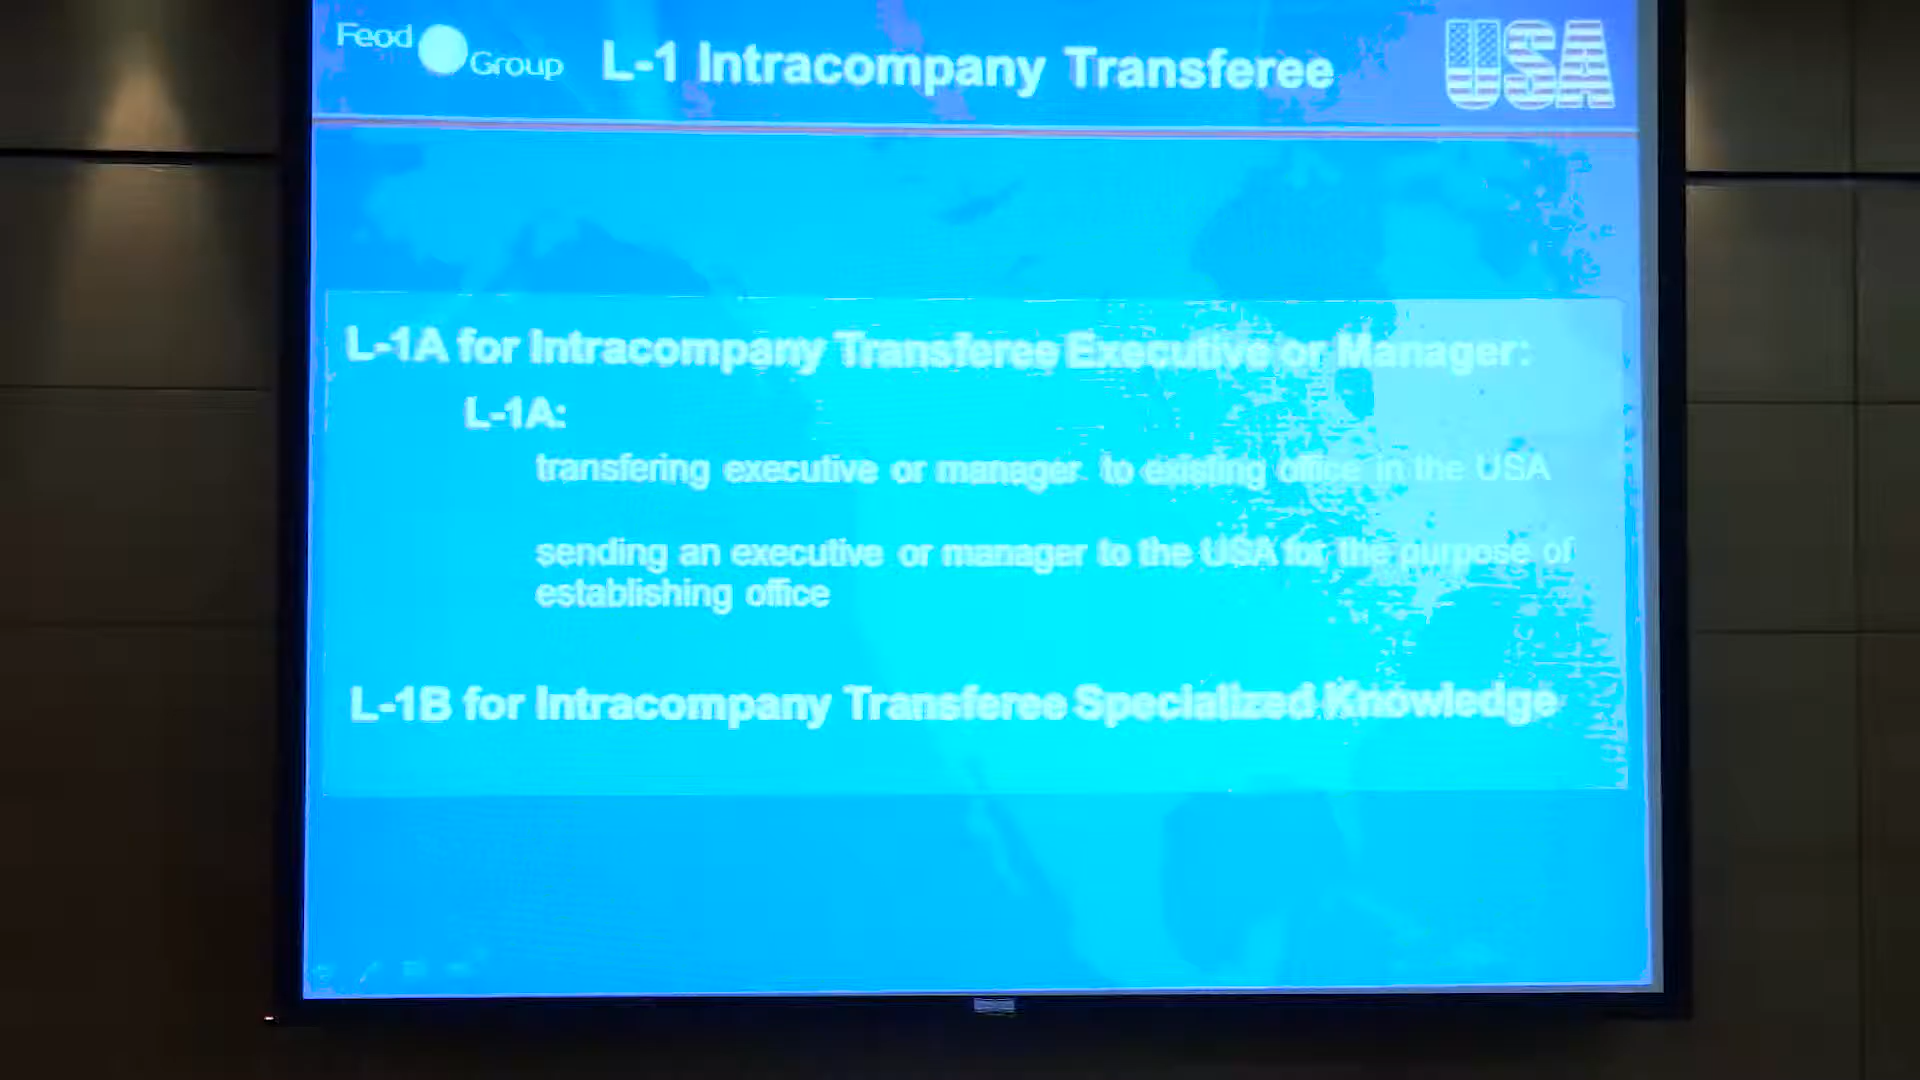 Feod Group
L-1 Intracompany Transferee
USA
L-1A for Intracompany Transferee Executive or Manager:
L-1A:
transfering executive or manager to existing office in the USA
sending an executive or manager to the USA for the purpose of
establishing office
L-1B for Intracompany Transferee Specialized Knowledge